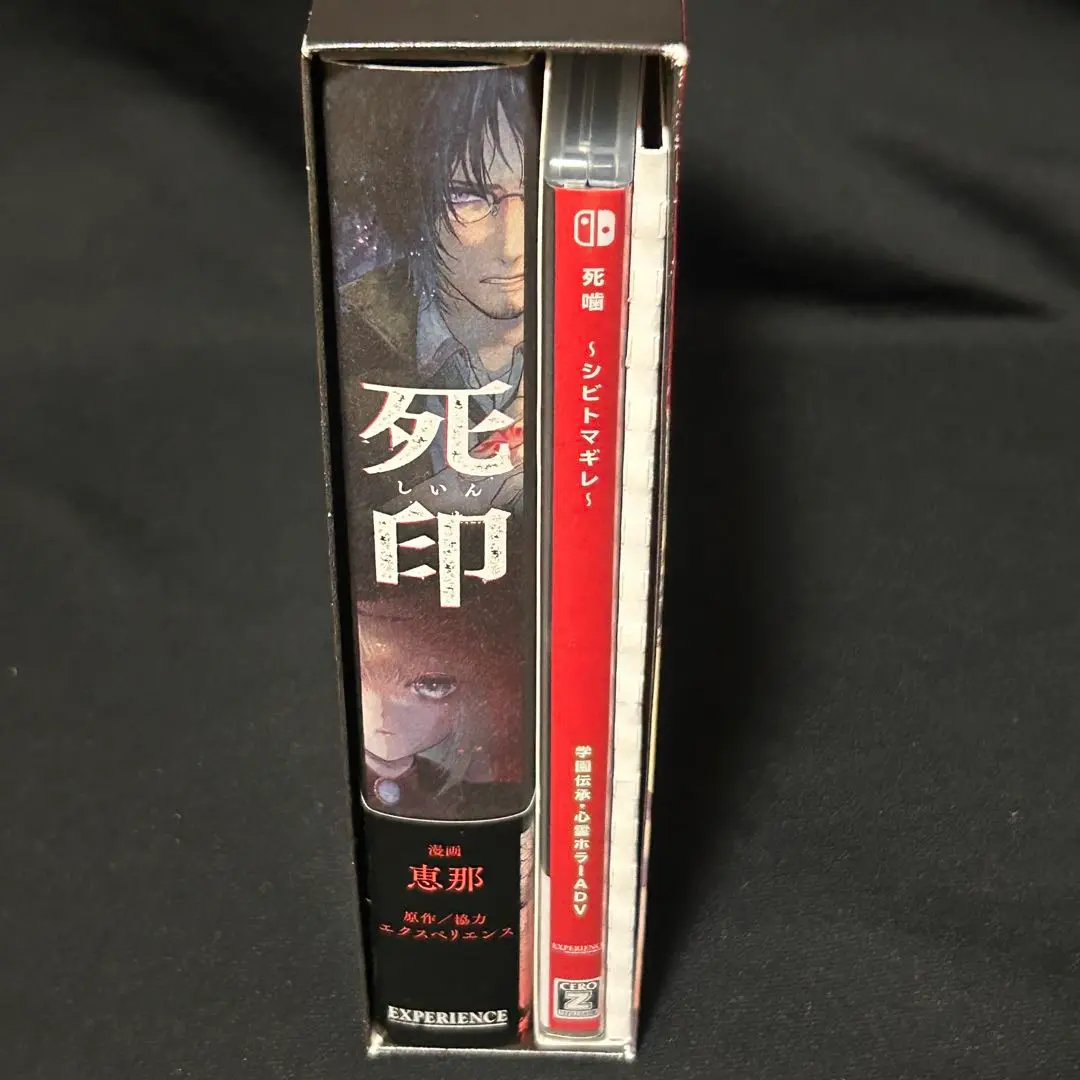 死印
しいん
漫画
恵那
原作／協力
エクスペリエンス
EXPERIENCE
死噛
～シビトマギレ～
学園伝承・心霊ホラーADV
EXPERIENCE
CERO
Z